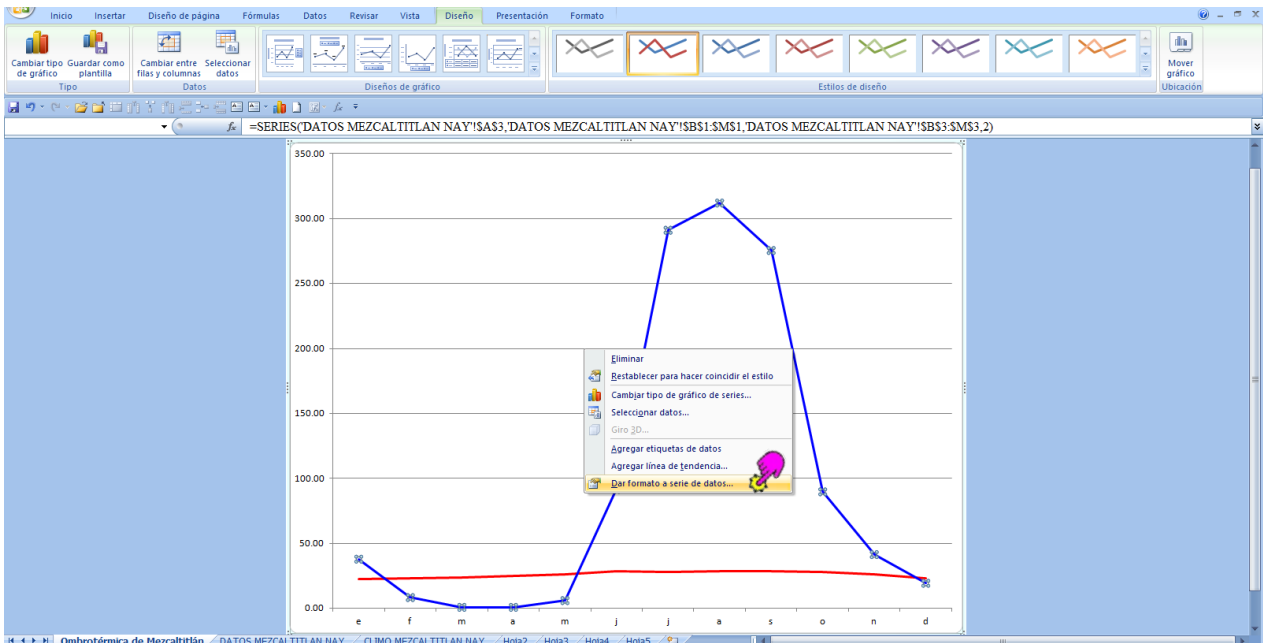 Inicio Insertar Diseño de página Fórmulas Datos Revisar Vista Diseño Presentación Formato
Cambiar tipo de gráfico
Guardar como plantilla
Cambiar entre filas y columnas
Seleccionar datos
Mover gráfico
Tipo Datos Diseños de gráfico Estilos de diseño Ubicación
fx =SERIES('DATOS MEZCALTITLAN NAY'!$A$3,'DATOS MEZCALTITLAN NAY'!$B$1:$M$1,'DATOS MEZCALTITLAN NAY'!$B$3:$M$3,2)
350.00
300.00
250.00
200.00
150.00
100.00
50.00
0.00
Eliminar
Restablecer para hacer coincidir el estilo
Cambiar tipo de gráfico de series...
Seleccionar datos...
Giro 3D...
Agregar etiquetas de datos
Agregar línea de tendencia...
Dar formato a serie de datos...
e f m a m j j a s o n d
Ombrotérmica de Mezcaltitlán DATOS MEZCALTITLAN NAY CLIMO MEZCALTITLAN NAY Hoja2 Hoja3 Hoja4 Hoja5